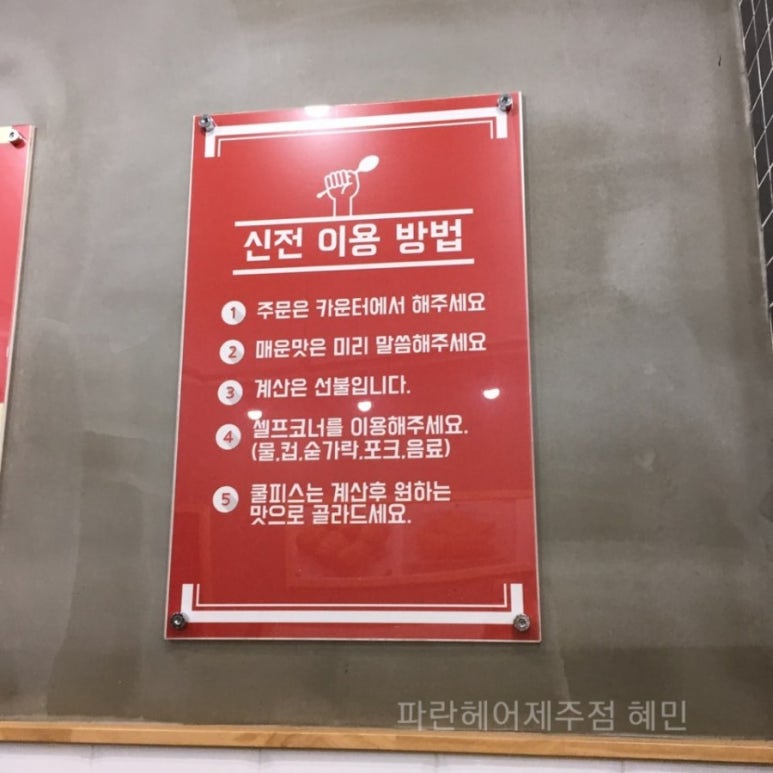 신전 이용 방법
1 주문은 카운터에서 해주세요
2 매운맛은 미리 말씀해주세요
3 계산은 선불입니다.
4 셀프코너를 이용해주세요.
(물,컵,숟가락,포크,음료)
5 쿨피스는 계산후 원하는
맛으로 골라드세요.
파란헤어제주점 혜민